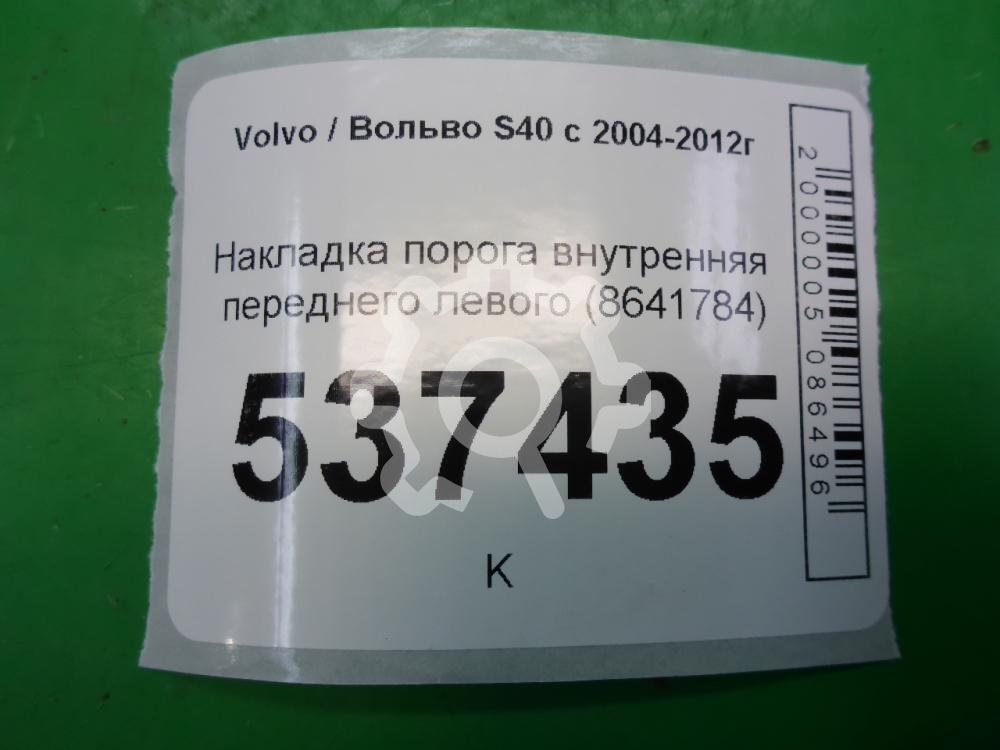 Volvo / Вольво S40 с 2004-2012г
Накладка порога внутренняя
переднего левого (8641784)
537435
К
2000005086496